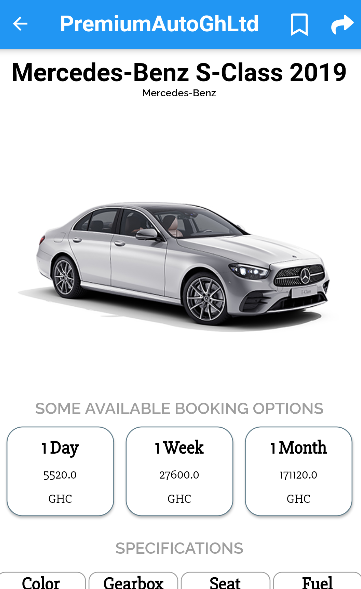 PremiumAutoGhLtd
Mercedes-Benz S-Class 2019
Mercedes-Benz
SOME AVAILABLE BOOKING OPTIONS
1 Day
5520.0
GHC
1 Week
27600.0
GHC
1 Month
171120.0
GHC
SPECIFICATIONS
Color Gearbox Seat Fuel